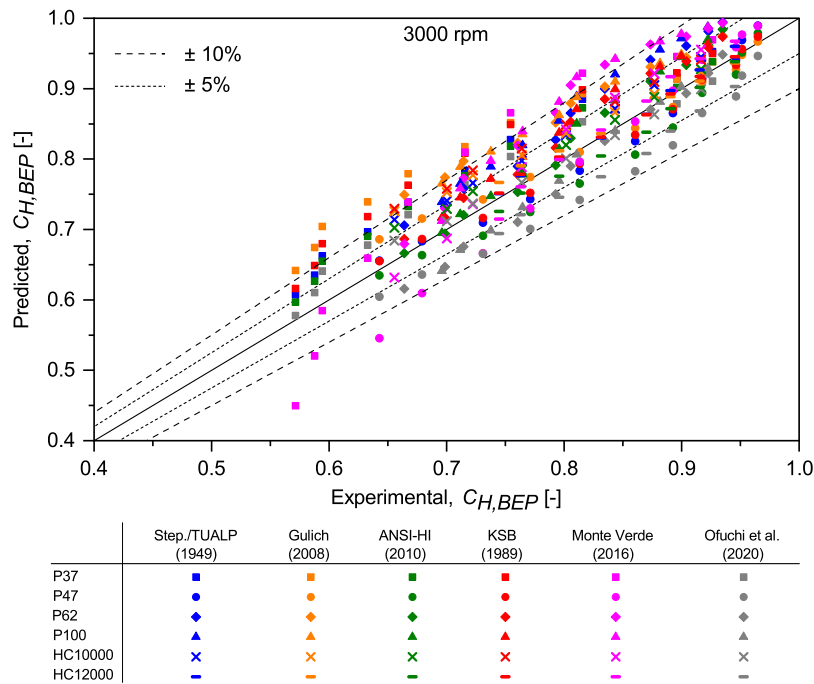 3000 rpm
± 10%
± 5%
Predicted, C_H,BEP [-]
1.0
0.9
0.8
0.7
0.6
0.5
0.4
0.4 0.5 0.6 0.7 0.8 0.9 1.0
Experimental, C_H,BEP [-]
Step./TUALP Gulich ANSI-HI KSB Monte Verde Ofuchi et al.
(1949) (2008) (2010) (1989) (2016) (2020)
P37
P47
P62
P100
HC10000
HC12000